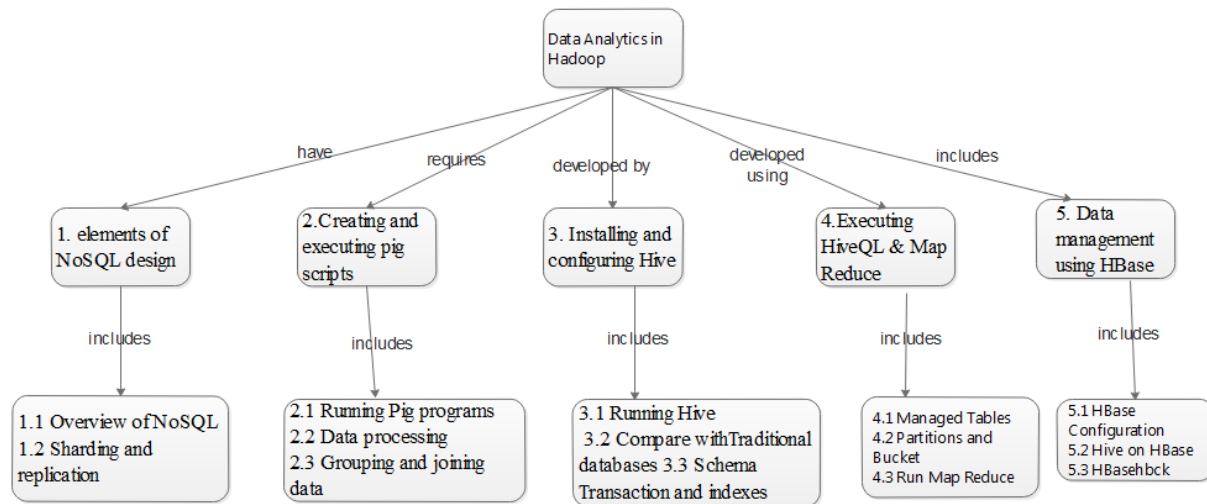 Data Analytics in
Hadoop
have
requires
developed by
developed
using
includes
1. elements of
NoSQL design
2.Creating and
executing pig
scripts
3. Installing and
configuring Hive
4.Executing
HiveQL & Map
Reduce
5. Data
management
using HBase
includes
includes
includes
includes
includes
1.1 Overview of NoSQL
1.2 Sharding and
replication
2.1 Running Pig programs
2.2 Data processing
2.3 Grouping and joining
data
3.1 Running Hive
3.2 Compare withTraditional
databases 3.3 Schema
Transaction and indexes
4.1 Managed Tables
4.2 Partitions and
Bucket
4.3 Run Map Reduce
5.1 HBase
Configuration
5.2 Hive on HBase
5.3 HBasehbck